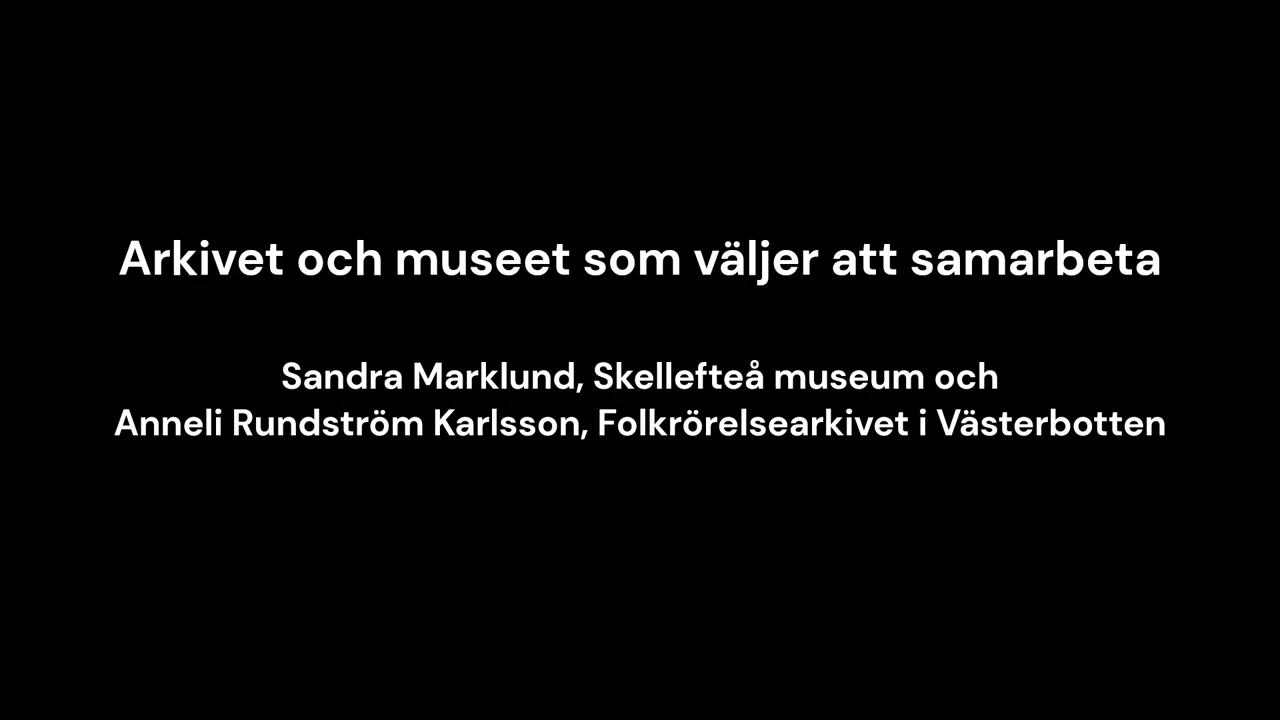 Arkivet och museet som väljer att samarbeta
Sandra Marklund, Skellefteå museum och
Anneli Rundström Karlsson, Folkrörelsearkivet i Västerbotten